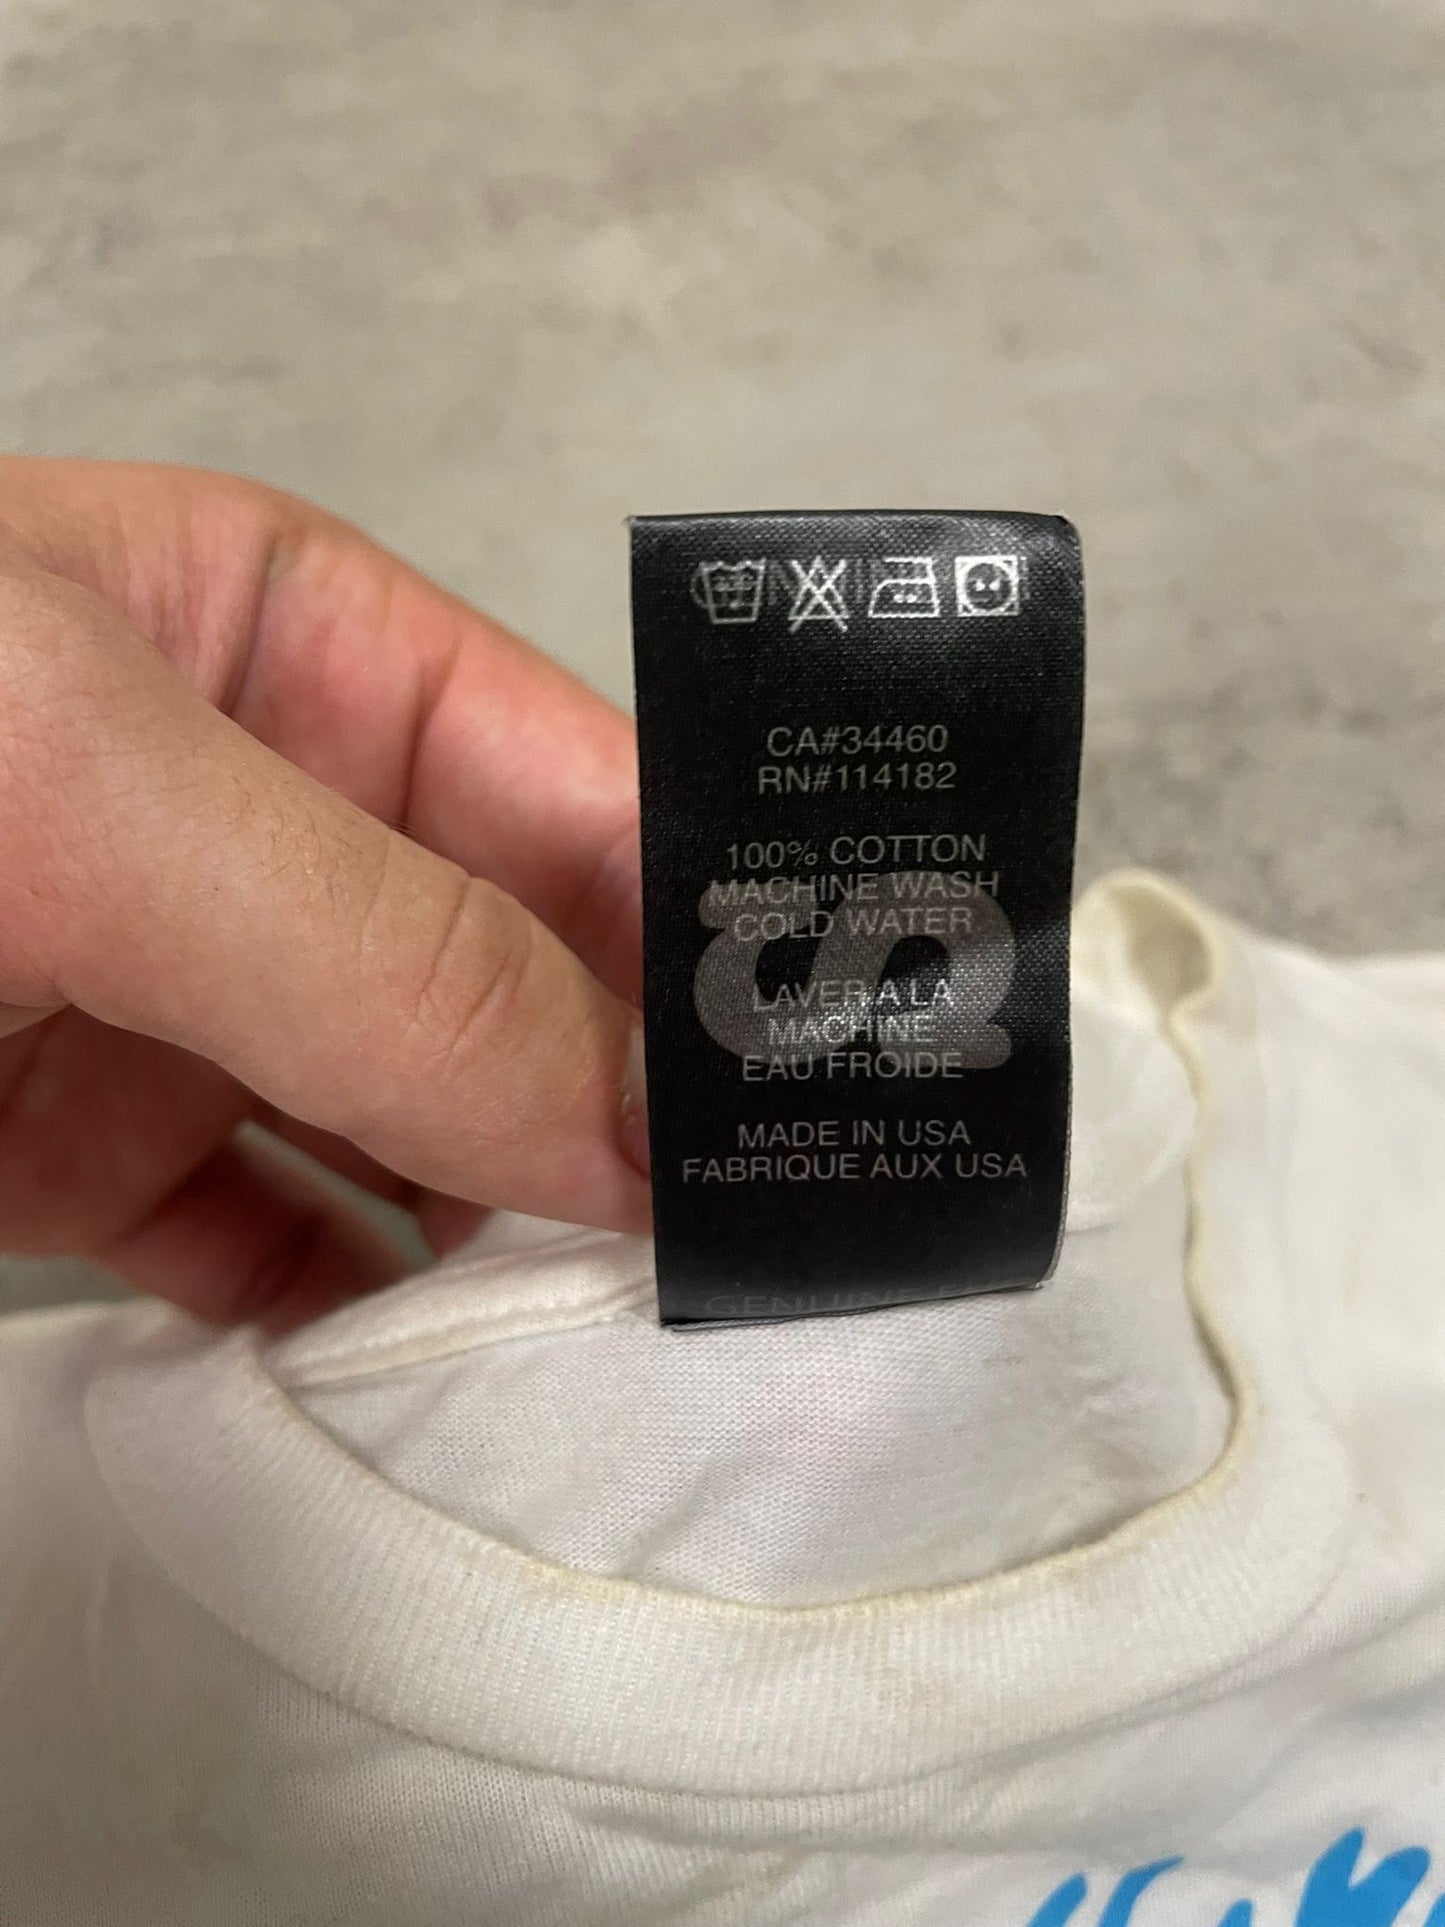 CA#34460
RN#114182
100% COTTON
MACHINE WASH
COLD WATER
LAVER A LA
MACHINE
EAU FROIDE
MADE IN USA
FABRIQUE AUX USA
GENUINE